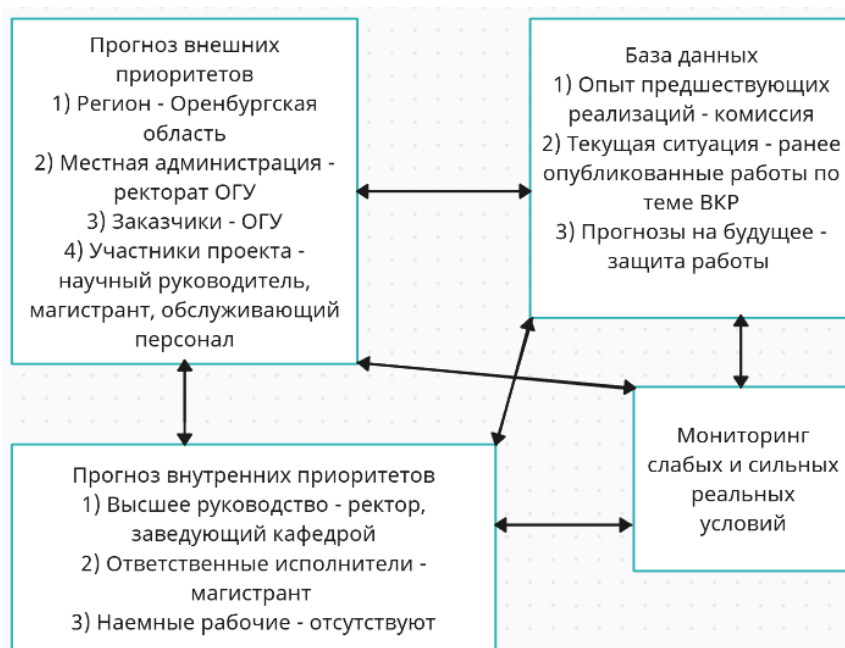 Прогноз внешних
приоритетов
1) Регион - Оренбургская
область
2) Местная администрация -
ректорат ОГУ
3) Заказчики - ОГУ
4) Участники проекта -
научный руководитель,
магистрант, обслуживающий
персонал
База данных
1) Опыт предшествующих
реализаций - комиссия
2) Текущая ситуация - ранее
опубликованные работы по
теме ВКР
3) Прогнозы на будущее -
защита работы
Прогноз внутренних приоритетов
1) Высшее руководство - ректор,
заведующий кафедрой
2) Ответственные исполнители -
магистрант
3) Наемные рабочие - отсутствуют
Мониторинг
слабых и сильных
реальных
условий